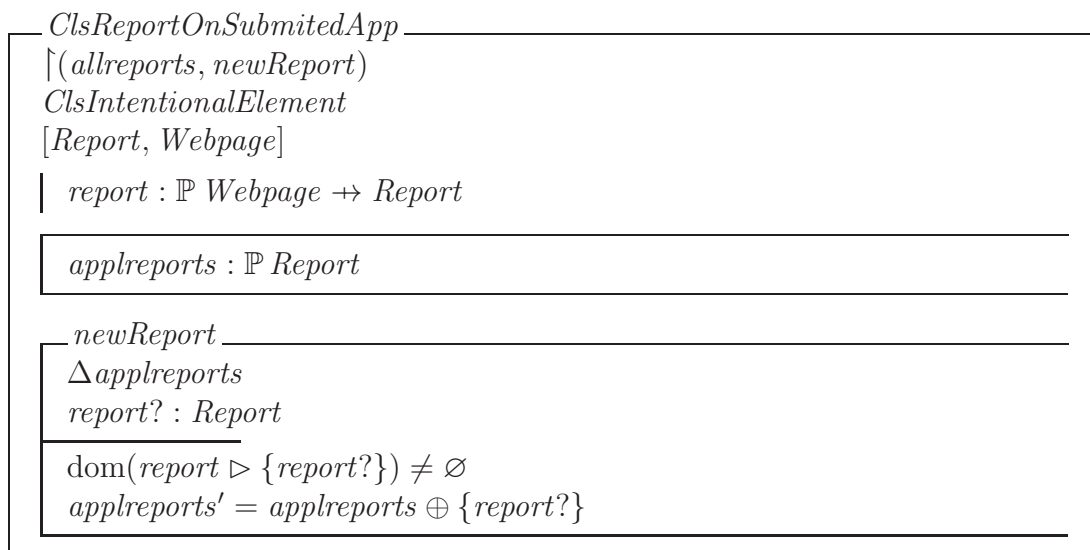 ClsReportOnSubmitedApp
↾(allreports, newReport)
ClsIntentionalElement
[Report, Webpage]
report : ℙ Webpage ⇸ Report
applreports : ℙ Report
newReport
Δapplreports
report? : Report
dom(report ▷ {report?}) ≠ ∅
applreports′ = applreports ⊕ {report?}